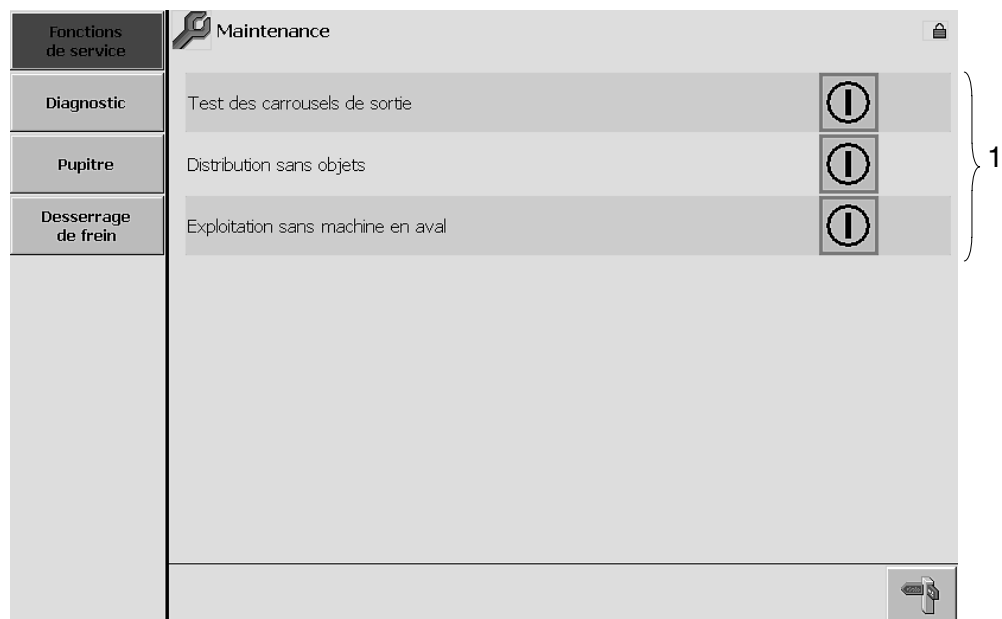 Fonctions
de service
Maintenance
Diagnostic
Test des carrousels de sortie
Pupitre
Distribution sans objets
1
Desserrage
de frein
Exploitation sans machine en aval